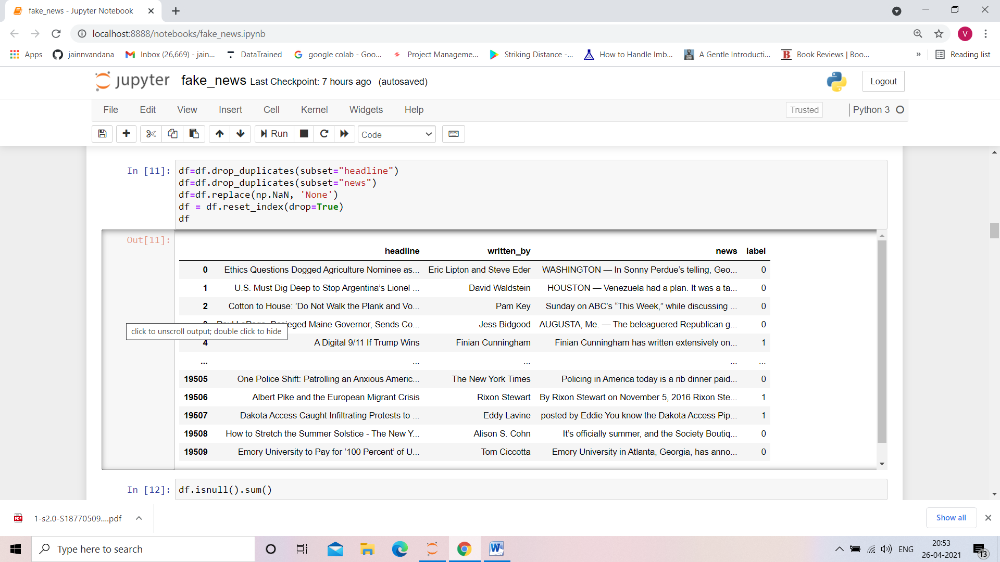 fake_news - Jupyter Notebook
localhost:8888/notebooks/fake_news.ipynb
V
Apps jainnvandana Inbox (26,669) - jain... DataTrained google colab - Goo... Project Manageme... Striking Distance -... How to Handle Imb... A Gentle Introducti... Book Reviews | Boo... » Reading list
jupyter fake_news Last Checkpoint: 7 hours ago (autosaved) Logout
File Edit View Insert Cell Kernel Widgets Help Trusted Python 3
Run Code
In [11]: df=df.drop_duplicates(subset="headline")
df=df.drop_duplicates(subset="news")
df=df.replace(np.NaN, 'None')
df = df.reset_index(drop=True)
df
Out[11]:
headline written_by news label
0 Ethics Questions Dogged Agriculture Nominee as... Eric Lipton and Steve Eder WASHINGTON — In Sonny Perdue’s telling, Geo... 0
1 U.S. Must Dig Deep to Stop Argentina’s Lionel ... David Waldstein HOUSTON — Venezuela had a plan. It was a ta... 0
2 Cotton to House: ’Do Not Walk the Plank and Vo... Pam Key Sunday on ABC’s “This Week,” while discussing ... 0
Governor, Sends Co... Jess Bidgood AUGUSTA, Me. — The beleaguered Republican g... 0
click to unscroll output; double click to hide
4 A Digital 9/11 If Trump Wins Finian Cunningham Finian Cunningham has written extensively on... 1
... ... ... ... ...
19505 One Police Shift: Patrolling an Anxious Americ... The New York Times Policing in America today is a rib dinner paid... 0
19506 Albert Pike and the European Migrant Crisis Rixon Stewart By Rixon Stewart on November 5, 2016 Rixon Ste... 1
19507 Dakota Access Caught Infiltrating Protests to ... Eddy Lavine posted by Eddie You know the Dakota Access Pip... 1
19508 How to Stretch the Summer Solstice - The New Y... Alison S. Cohn It’s officially summer, and the Society Boutiq... 0
19509 Emory University to Pay for ’100 Percent’ of U... Tom Ciccotta Emory University in Atlanta, Georgia, has anno... 0
In [12]: df.isnull().sum()
PDF 1-s2.0-S18770509....pdf Show all
Type here to search ENG 20:53
26-04-2021 13